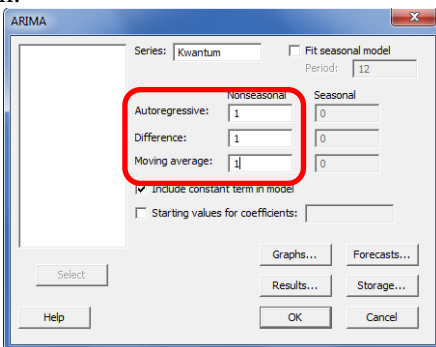 n.
ARIMA
Series: Kwantum
Fit seasonal model
Period: 12
Nonseasonal Seasonal
Autoregressive: 1 0
Difference: 1 0
Moving average: 1 0
Include constant term in model
Starting values for coefficients:
Graphs... Forecasts...
Select
Results... Storage...
Help OK Cancel